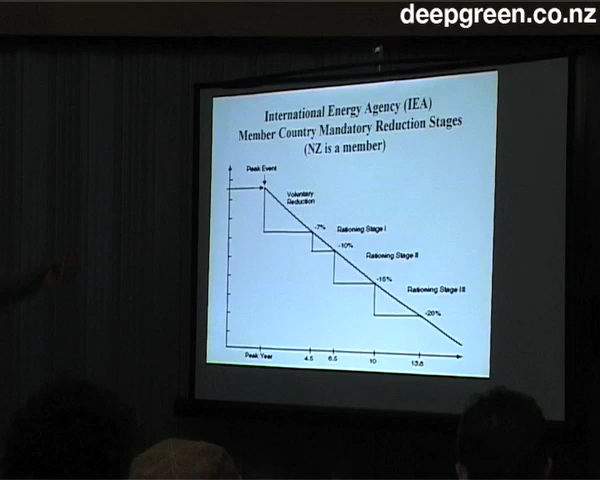 deepgreen.co.nz
International Energy Agency (IEA)
Member Country Mandatory Reduction Stages
(NZ is a member)
Peak Event
Voluntary
Reduction
-7%
Rationing Stage I
-10%
Rationing Stage II
-15%
Rationing Stage III
-20%
Peak Year
4.5
6.5
10
13.8